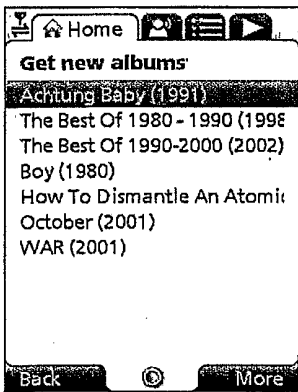 Home
Get new albums
Achtung Baby (1991)
The Best Of 1980 - 1990 (1998
The Best Of 1990-2000 (2002)
Boy (1980)
How To Dismantle An Atomic
October (2001)
WAR (2001)
Back
More